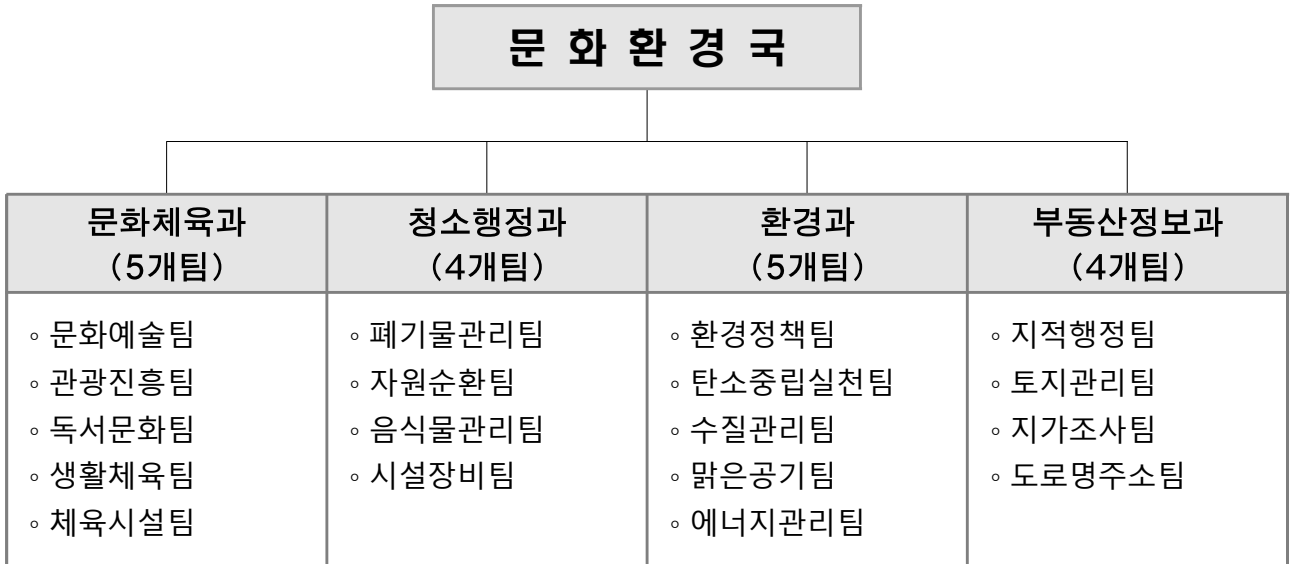 문 화 환 경 국
문화체육과
(5개팀)
◦ 문화예술팀
◦ 관광진흥팀
◦ 독서문화팀
◦ 생활체육팀
◦ 체육시설팀
청소행정과
(4개팀)
◦ 폐기물관리팀
◦ 자원순환팀
◦ 음식물관리팀
◦ 시설장비팀
환경과
(5개팀)
◦ 환경정책팀
◦ 탄소중립실천팀
◦ 수질관리팀
◦ 맑은공기팀
◦ 에너지관리팀
부동산정보과
(4개팀)
◦ 지적행정팀
◦ 토지관리팀
◦ 지가조사팀
◦ 도로명주소팀